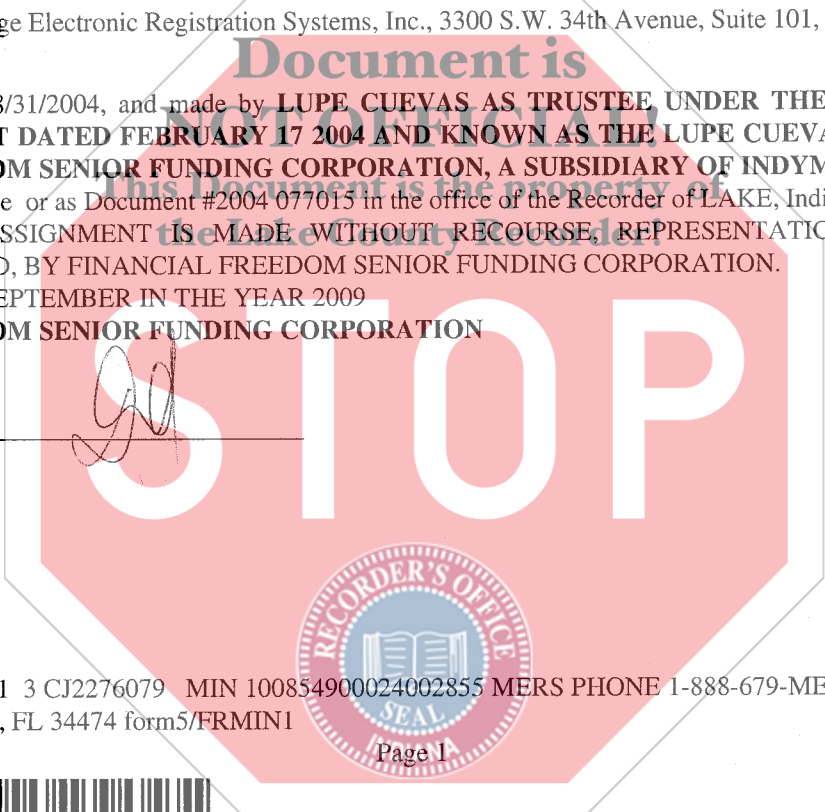 ge Electronic Registration Systems, Inc., 3300 S.W. 34th Avenue, Suite 101,
Document is
8/31/2004, and made by LUPE CUEVAS AS TRUSTEE UNDER THE
NOT OFFICIAL!
T DATED FEBRUARY 17 2004 AND KNOWN AS THE LUPE CUEVA
OM SENIOR FUNDING CORPORATION, A SUBSIDIARY OF INDYM
This Document is the property of
e or as Document #2004 077015 in the office of the Recorder of LAKE, Indi
the Lake County Recorder!
SSIGNMENT IS MADE WITHOUT RECOURSE, REPRESENTATIO
D, BY FINANCIAL FREEDOM SENIOR FUNDING CORPORATION.
EPTEMBER IN THE YEAR 2009
OM SENIOR FUNDING CORPORATION
STOP
RECORDER'S OFFICE
1 3 CJ2276079 MIN 100854900024002855 MERS PHONE 1-888-679-ME
SEAL
, FL 34474 form5/FRMIN1
INDIANA
Page 1